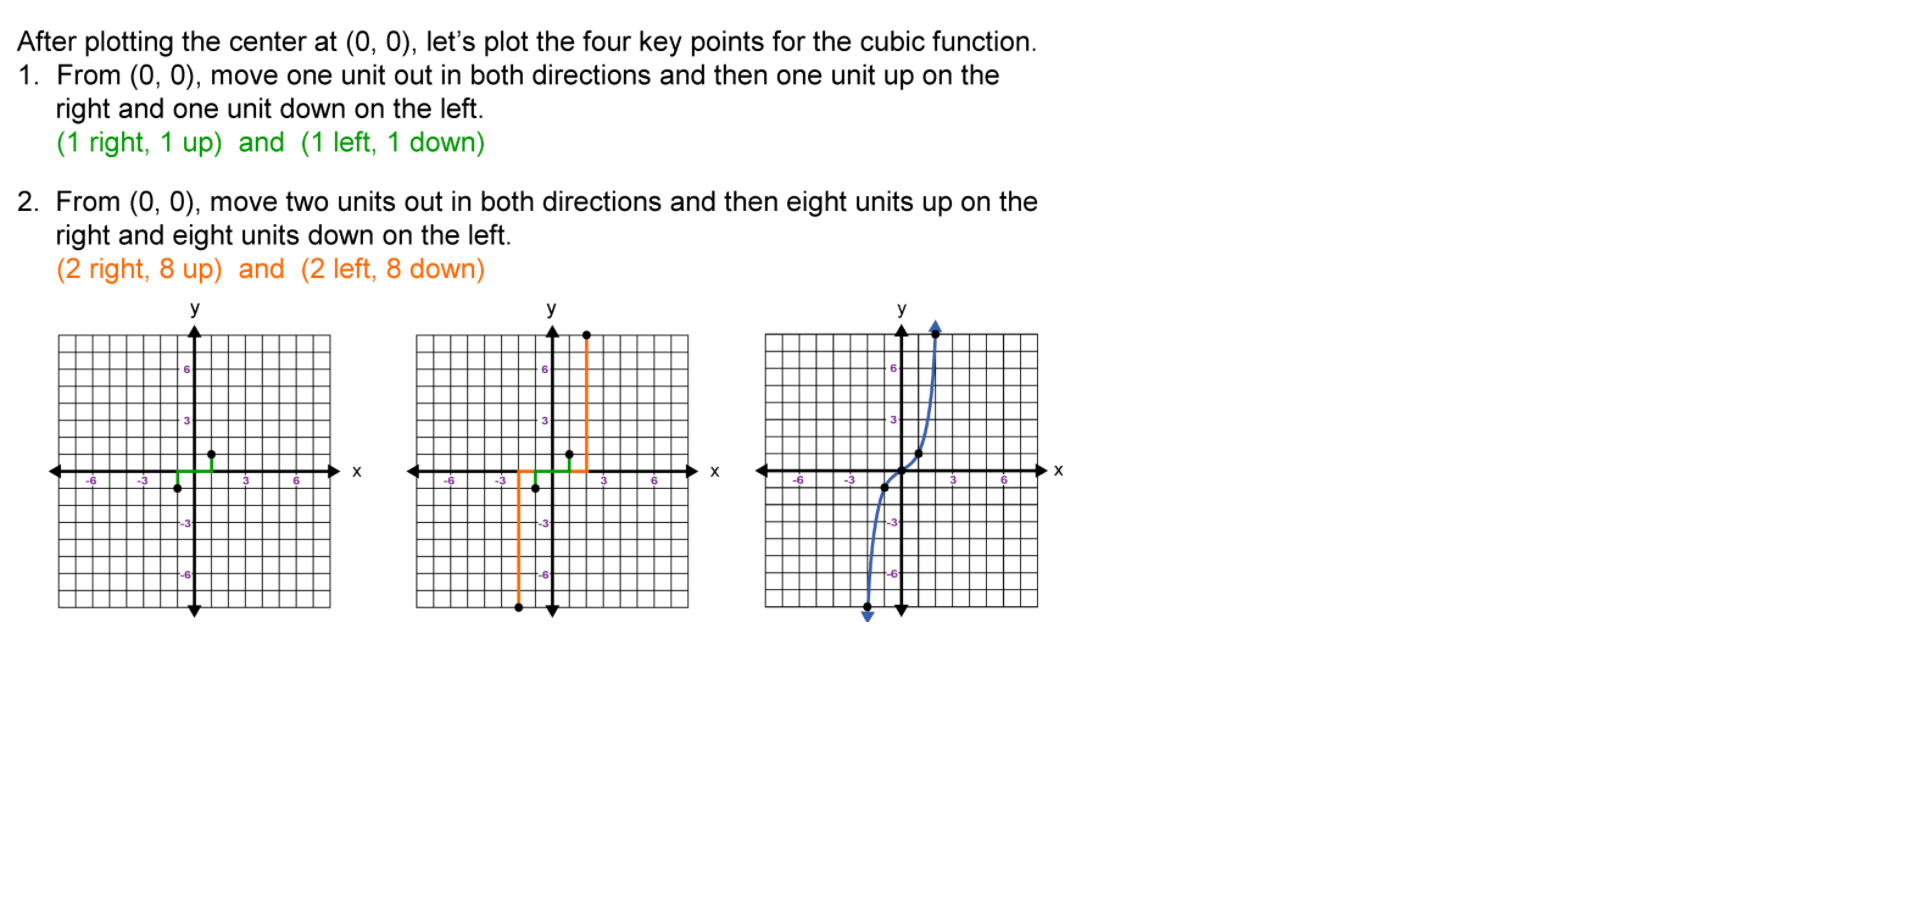 After plotting the center at (0, 0), let's plot the four key points for the cubic function.
1. From (0, 0), move one unit out in both directions and then one unit up on the
right and one unit down on the left.
(1 right, 1 up) and (1 left, 1 down)
2. From (0, 0), move two units out in both directions and then eight units up on the
right and eight units down on the left.
(2 right, 8 up) and (2 left, 8 down)
y
6
3
-6 -3 3 6 x
-3
-6
y
6
3
-6 -3 3 6 x
-3
-6
y
6
3
-6 -3 3 6 x
-3
-6